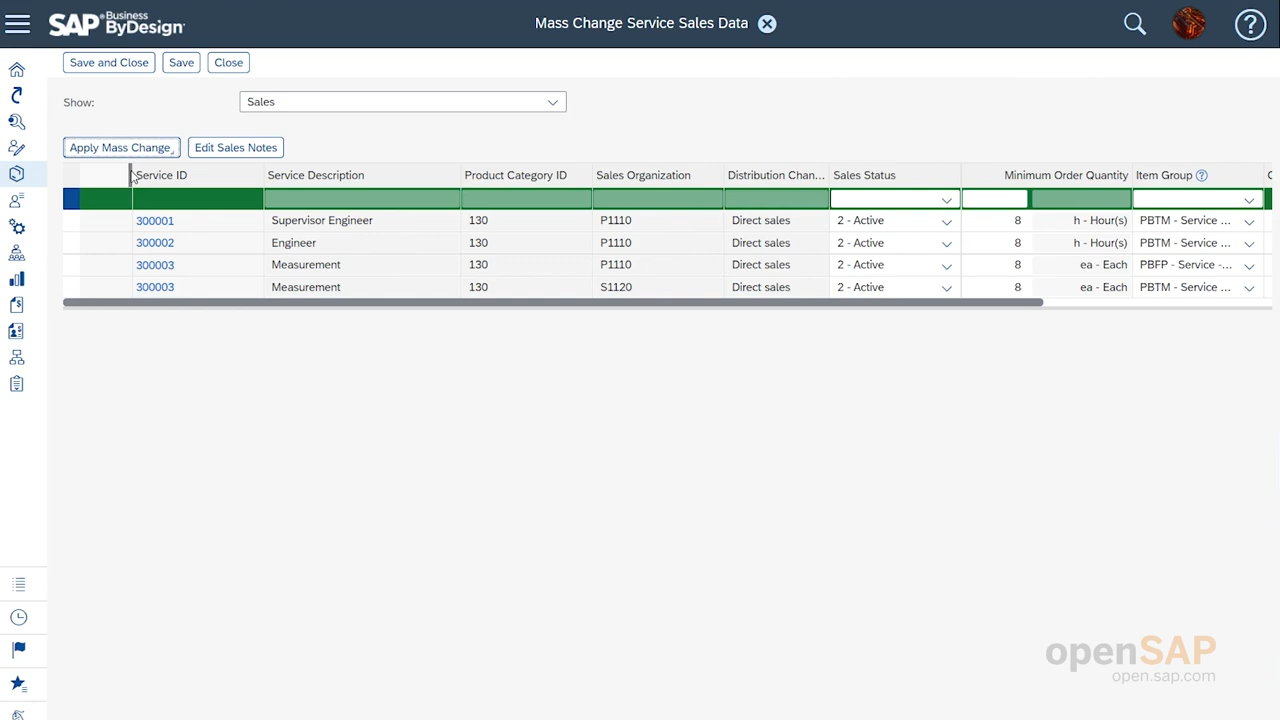 SAP Business ByDesign
Mass Change Service Sales Data
Save and Close Save Close
Show: Sales
Apply Mass Change Edit Sales Notes
Service ID Service Description Product Category ID Sales Organization Distribution Chan... Sales Status Minimum Order Quantity Item Group
300001 Supervisor Engineer 130 P1110 Direct sales 2 - Active 8 h - Hour(s) PBTM - Service ...
300002 Engineer 130 P1110 Direct sales 2 - Active 8 h - Hour(s) PBTM - Service ...
300003 Measurement 130 P1110 Direct sales 2 - Active 8 ea - Each PBFP - Service -...
300003 Measurement 130 S1120 Direct sales 2 - Active 8 ea - Each PBTM - Service ...
openSAP
open.sap.com